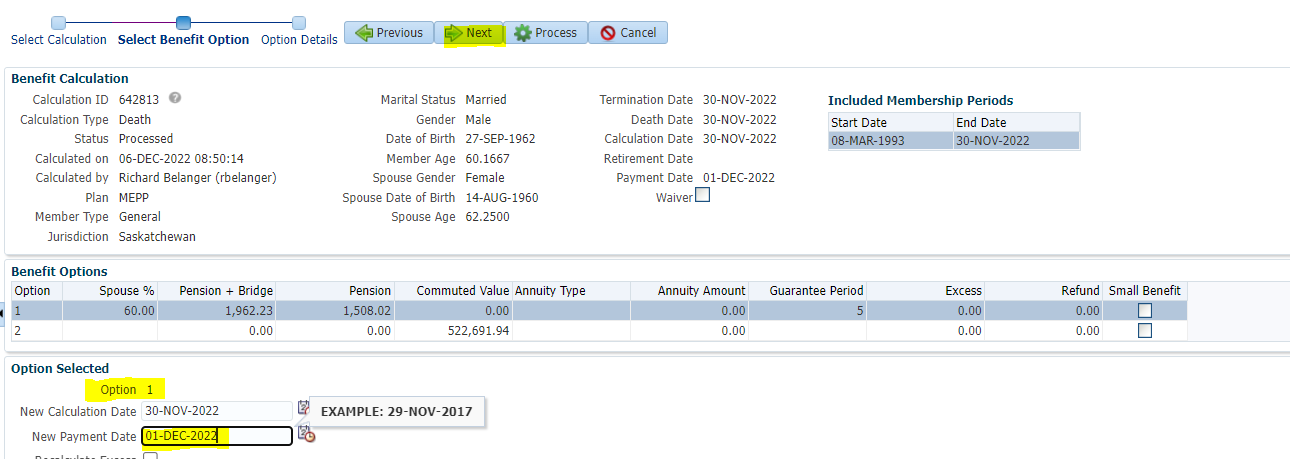 Select Calculation Select Benefit Option Option Details Previous Next Process Cancel
Benefit Calculation
Calculation ID 642813 ? Marital Status Married Termination Date 30-NOV-2022 Included Membership Periods
Calculation Type Death Gender Male Death Date 30-NOV-2022 Start Date End Date
Status Processed Date of Birth 27-SEP-1962 Calculation Date 30-NOV-2022 08-MAR-1993 30-NOV-2022
Calculated on 06-DEC-2022 08:50:14 Member Age 60.1667 Retirement Date
Calculated by Richard Belanger (rbelanger) Spouse Gender Female Payment Date 01-DEC-2022
Plan MEPP Spouse Date of Birth 14-AUG-1960 Waiver
Member Type General Spouse Age 62.2500
Jurisdiction Saskatchewan
Benefit Options
Option Spouse % Pension + Bridge Pension Commuted Value Annuity Type Annuity Amount Guarantee Period Excess Refund Small Benefit
1 60.00 1,962.23 1,508.02 0.00 0.00 5 0.00 0.00
2 0.00 0.00 522,691.94 0.00 0.00 0.00
Option Selected
Option 1
New Calculation Date 30-NOV-2022 EXAMPLE: 29-NOV-2017
New Payment Date 01-DEC-2022
Recalculate Excess